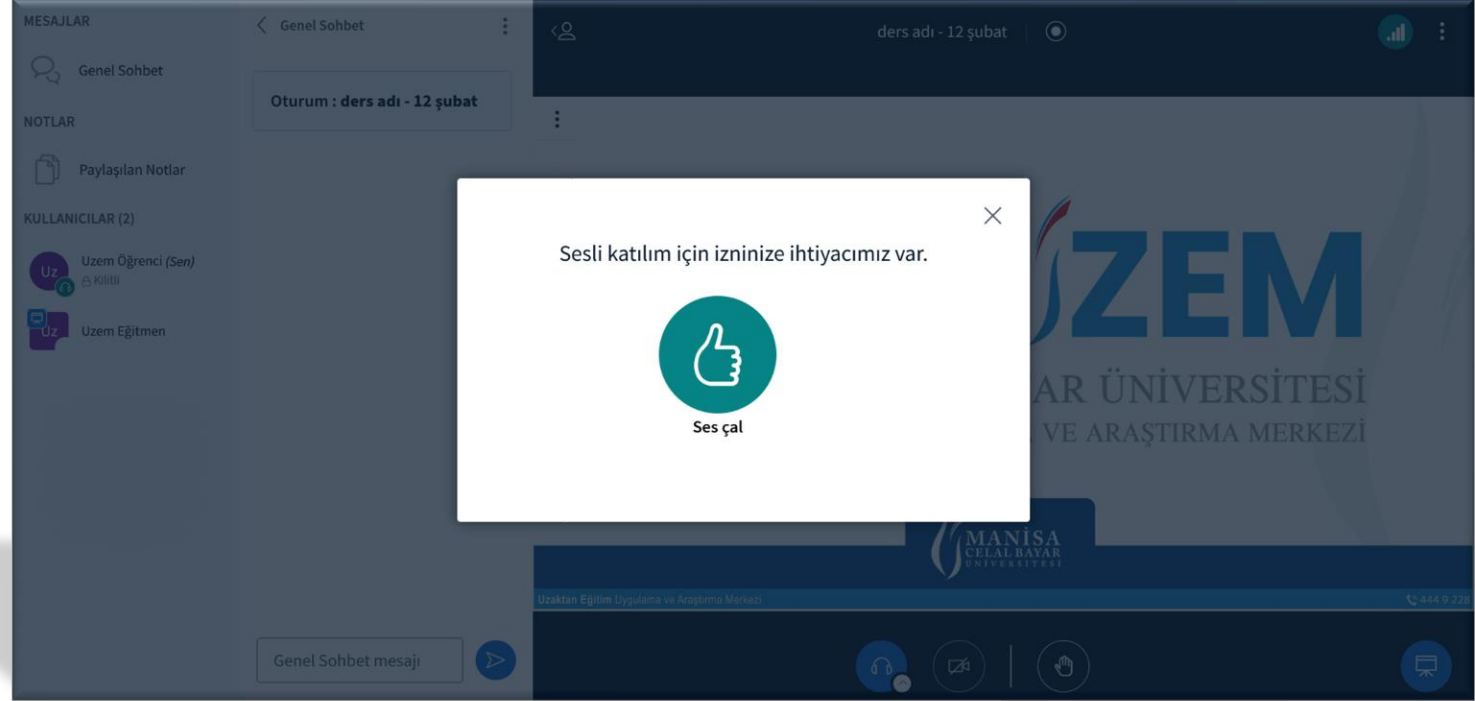 MESAJLAR
Genel Sohbet
NOTLAR
Paylaşılan Notlar
KULLANICILAR (2)
Uz
Uzem Öğrenci (Sen)
Kilitli
Uz
Uzem Eğitmen
Genel Sohbet
Oturum : ders adı - 12 şubat
Genel Sohbet mesajı
ders adı - 12 şubat
Sesli katılım için izninize ihtiyacımız var.
Ses çal
ÜZEM
AR ÜNİVERSİTESİ
VE ARAŞTIRMA MERKEZİ
MANİSA
CELAL BAYAR
ÜNİVERSİTESİ
Uzaktan Eğitim Uygulama ve Araştırma Merkezi
444 9 228